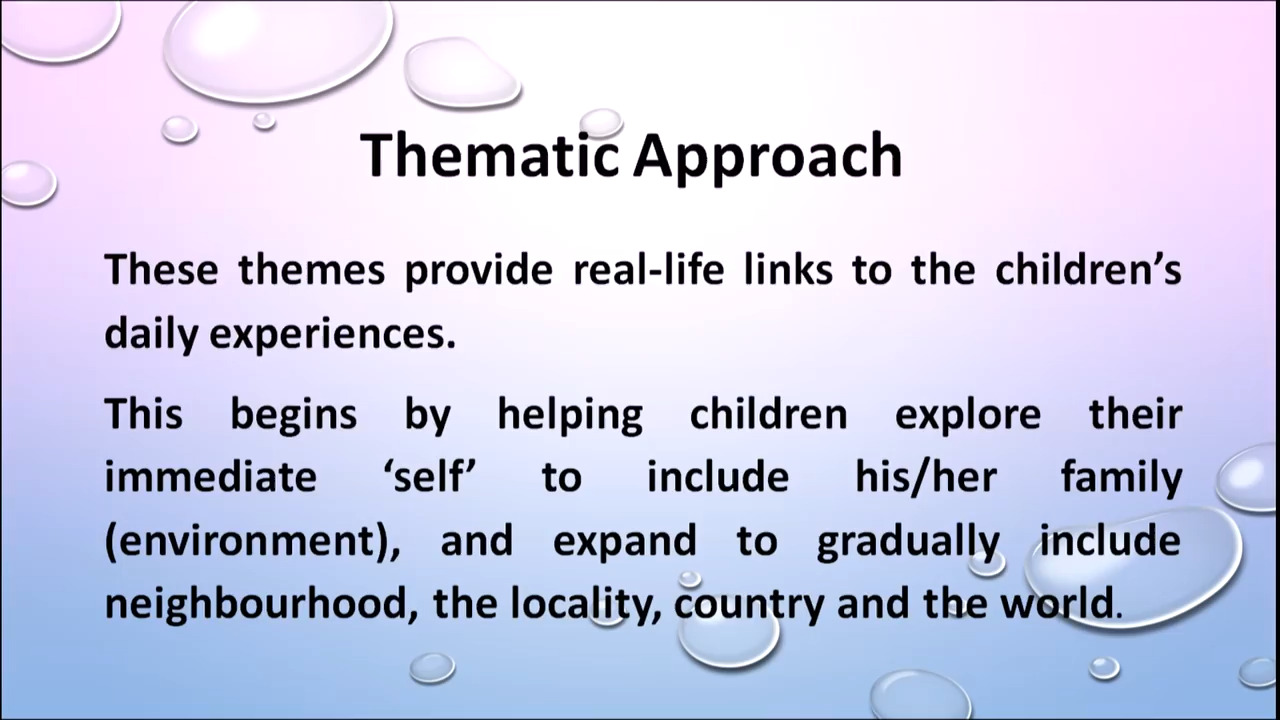 Thematic Approach
These themes provide real-life links to the children’s
daily experiences.
This begins by helping children explore their
immediate ‘self’ to include his/her family
(environment), and expand to gradually include
neighbourhood, the locality, country and the world.